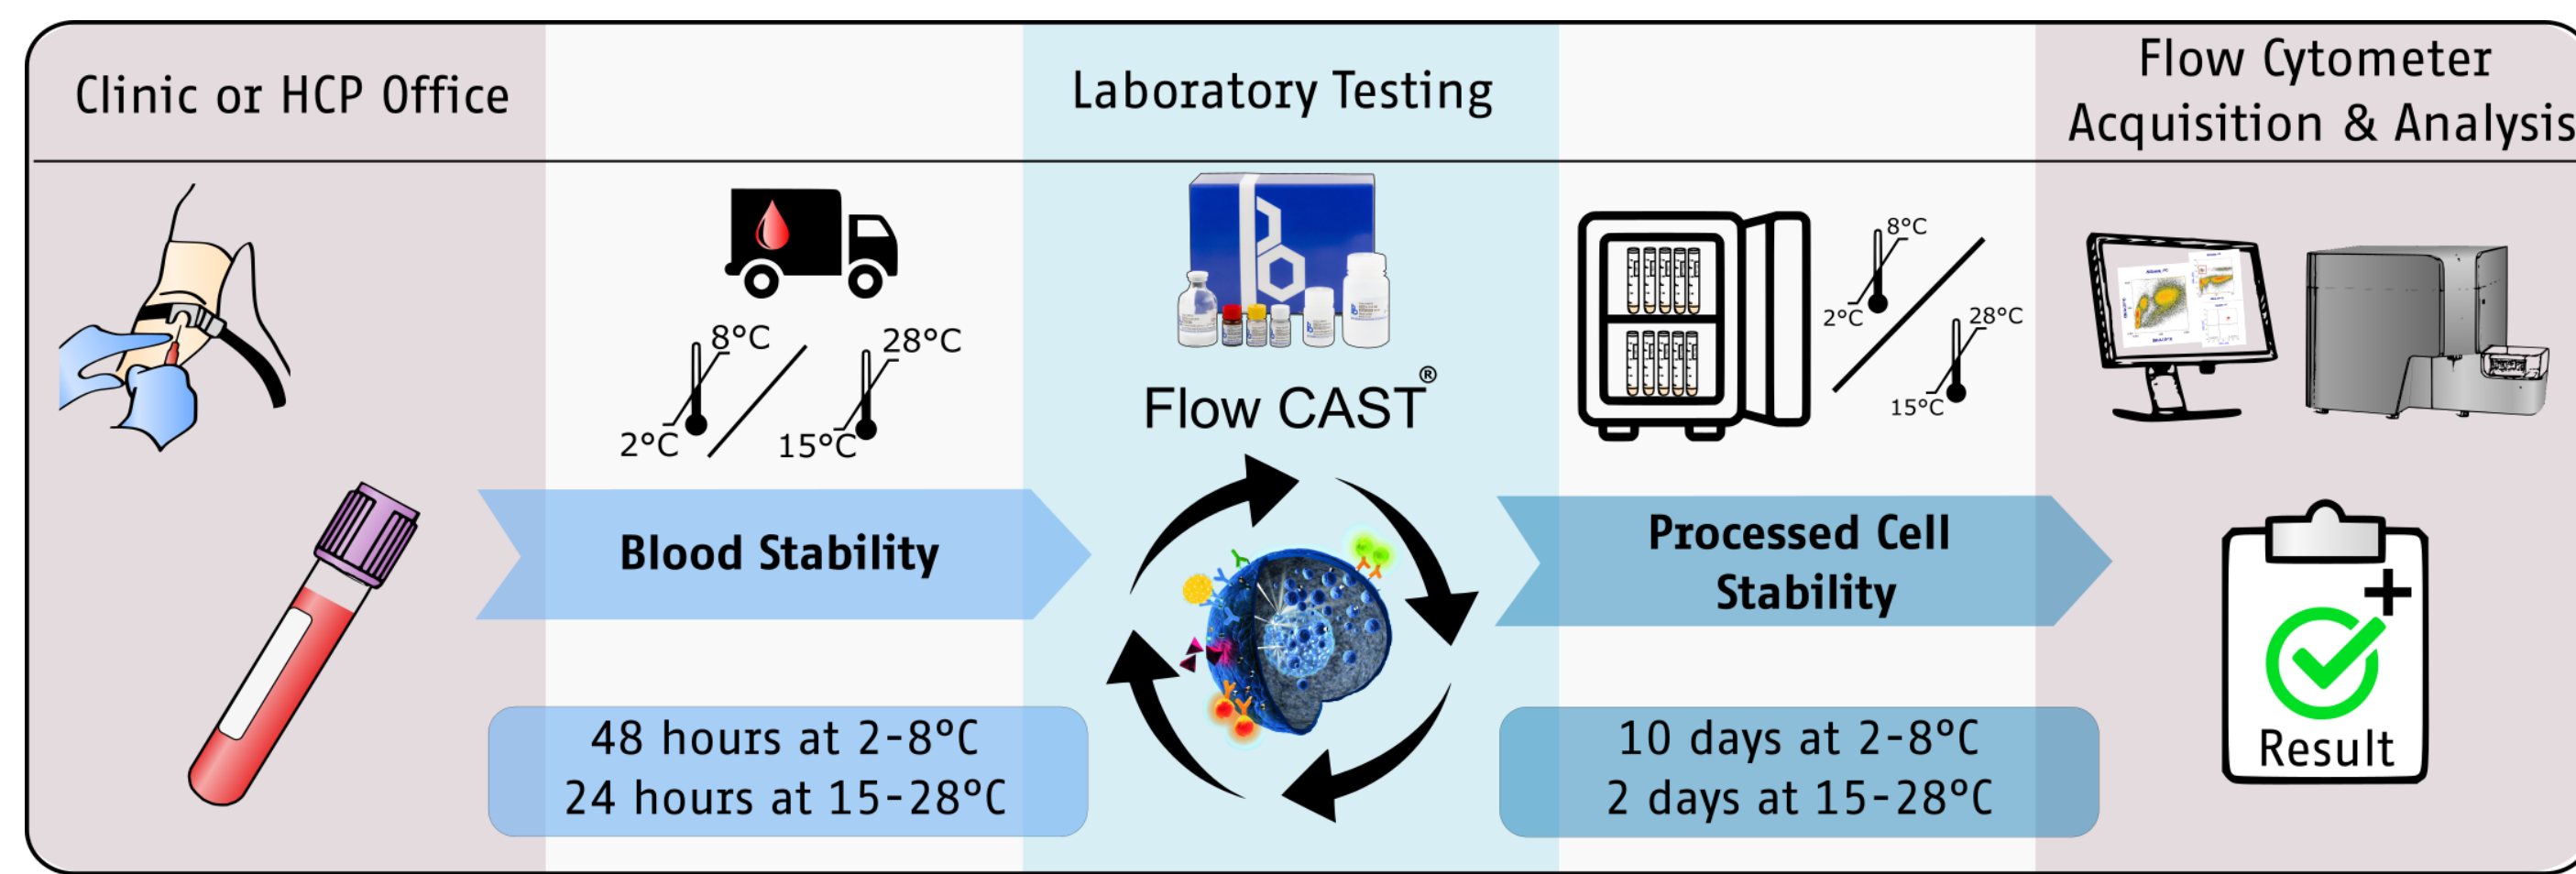 Clinic or HCP Office
Laboratory Testing
Flow Cytometer
Acquisition & Analysis
8°C
2°C
28°C
15°C
Flow CAST®
8°C
2°C
28°C
15°C
Blood Stability
Processed Cell
Stability
48 hours at 2-8°C
24 hours at 15-28°C
10 days at 2-8°C
2 days at 15-28°C
Result